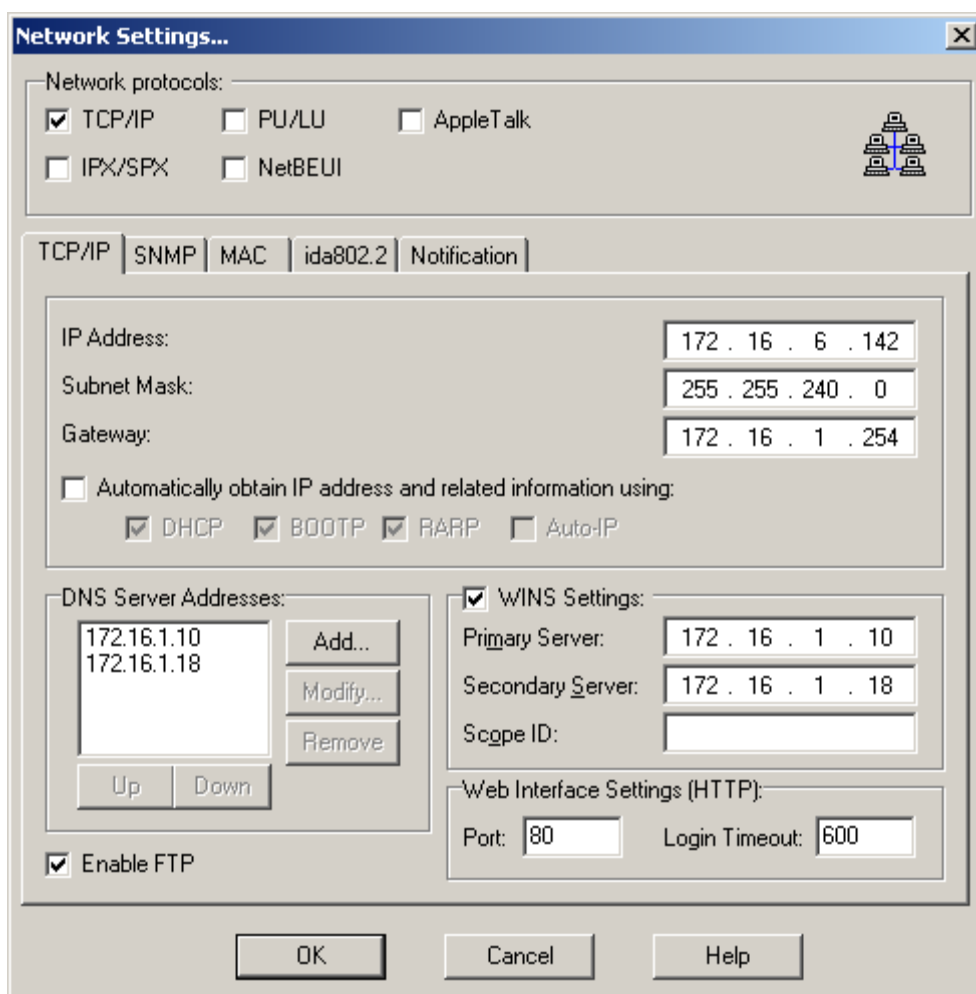 Network Settings...
Network protocols:
TCP/IP PU/LU AppleTalk
IPX/SPX NetBEUI
TCP/IP SNMP MAC ida802.2 Notification
IP Address: 172 . 16 . 6 . 142
Subnet Mask: 255 . 255 . 240 . 0
Gateway: 172 . 16 . 1 . 254
Automatically obtain IP address and related information using:
DHCP BOOTP RARP Auto-IP
DNS Server Addresses:
172.16.1.10
172.16.1.18
Add...
Modify...
Remove
Up Down
Enable FTP
WINS Settings:
Primary Server: 172 . 16 . 1 . 10
Secondary Server: 172 . 16 . 1 . 18
Scope ID:
Web Interface Settings (HTTP):
Port: 80 Login Timeout: 600
OK Cancel Help